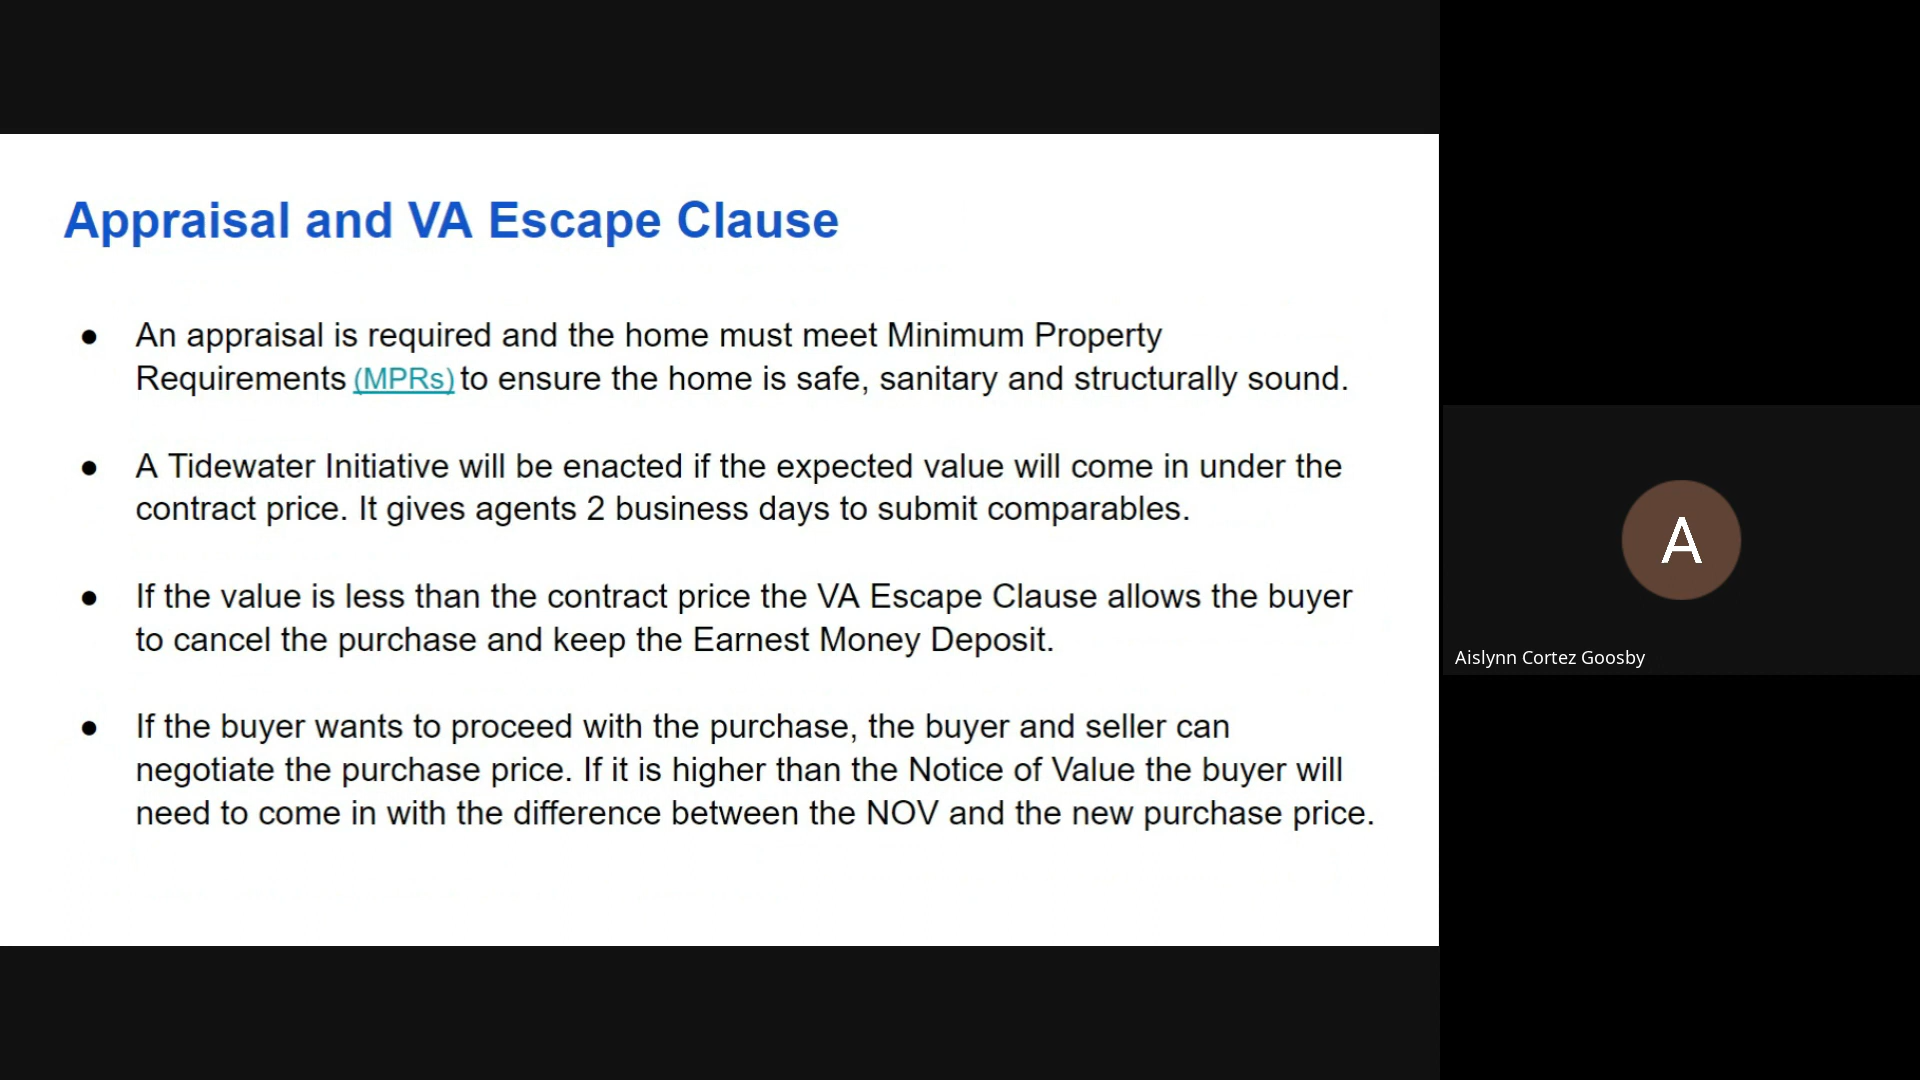 Appraisal and VA Escape Clause
● An appraisal is required and the home must meet Minimum Property
Requirements (MPRs) to ensure the home is safe, sanitary and structurally sound.
● A Tidewater Initiative will be enacted if the expected value will come in under the
contract price. It gives agents 2 business days to submit comparables.
● If the value is less than the contract price the VA Escape Clause allows the buyer
to cancel the purchase and keep the Earnest Money Deposit.
● If the buyer wants to proceed with the purchase, the buyer and seller can
negotiate the purchase price. If it is higher than the Notice of Value the buyer will
need to come in with the difference between the NOV and the new purchase price.
A
Aislynn Cortez Goosby